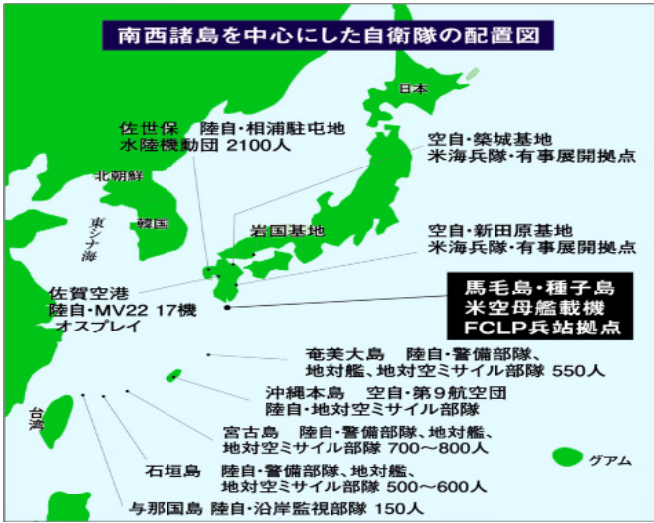 南西諸島を中心にした自衛隊の配置図
日本
佐世保　陸自・相浦駐屯地
水陸機動団 2100人
空自・築城基地
米海兵隊・有事展開拠点
北朝鮮
東シナ海
韓国
岩国基地
空自・新田原基地
米海兵隊・有事展開拠点
佐賀空港
陸自・MV22 17機
オスプレイ
馬毛島・種子島
米空母艦載機
FCLP兵站拠点
奄美大島　陸自・警備部隊、
地対艦、地対空ミサイル部隊 550人
沖縄本島　空自・第9航空団
陸自・地対空ミサイル部隊
台湾
宮古島　陸自・警備部隊、地対艦、
地対空ミサイル部隊 700～800人
グアム
石垣島　陸自・警備部隊、地対艦、
地対空ミサイル部隊 500～600人
与那国島 陸自・沿岸監視部隊 150人